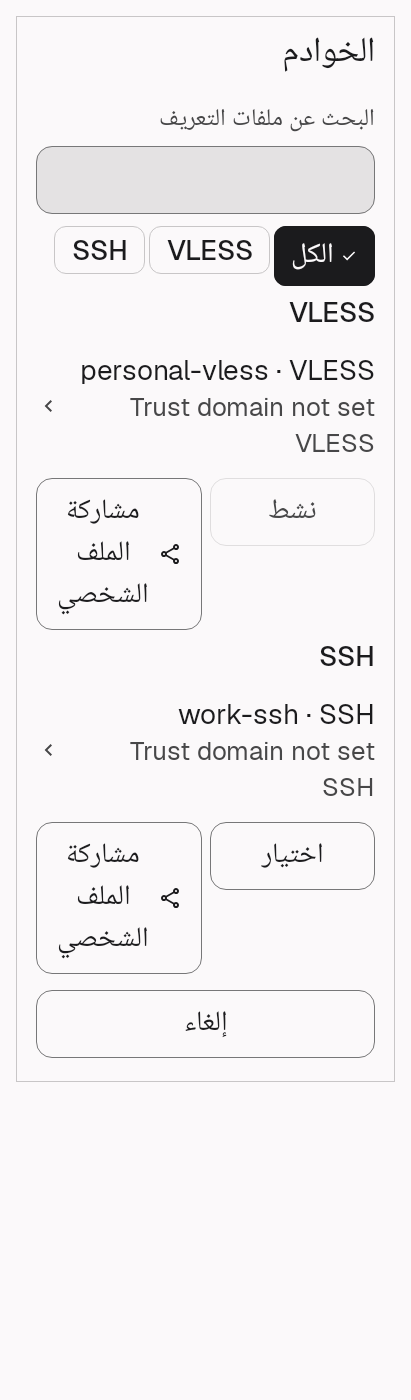 الخوادم
البحث عن ملفات التعريف
الكل
VLESS
SSH
VLESS
personal-vless · VLESS
Trust domain not set
VLESS
نشط
مشاركة
الملف
الشخصي
SSH
work-ssh · SSH
Trust domain not set
SSH
اختيار
مشاركة
الملف
الشخصي
إلغاء